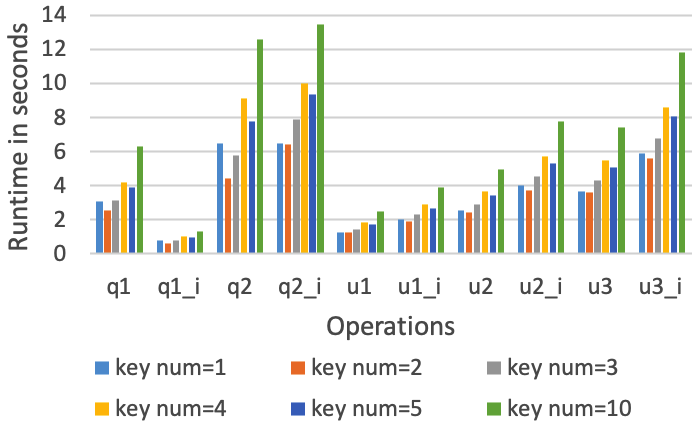 Runtime in seconds
14
12
10
8
6
4
2
0
q1 q1_i q2 q2_i u1 u1_i u2 u2_i u3 u3_i
Operations
key num=1 key num=2 key num=3
key num=4 key num=5 key num=10